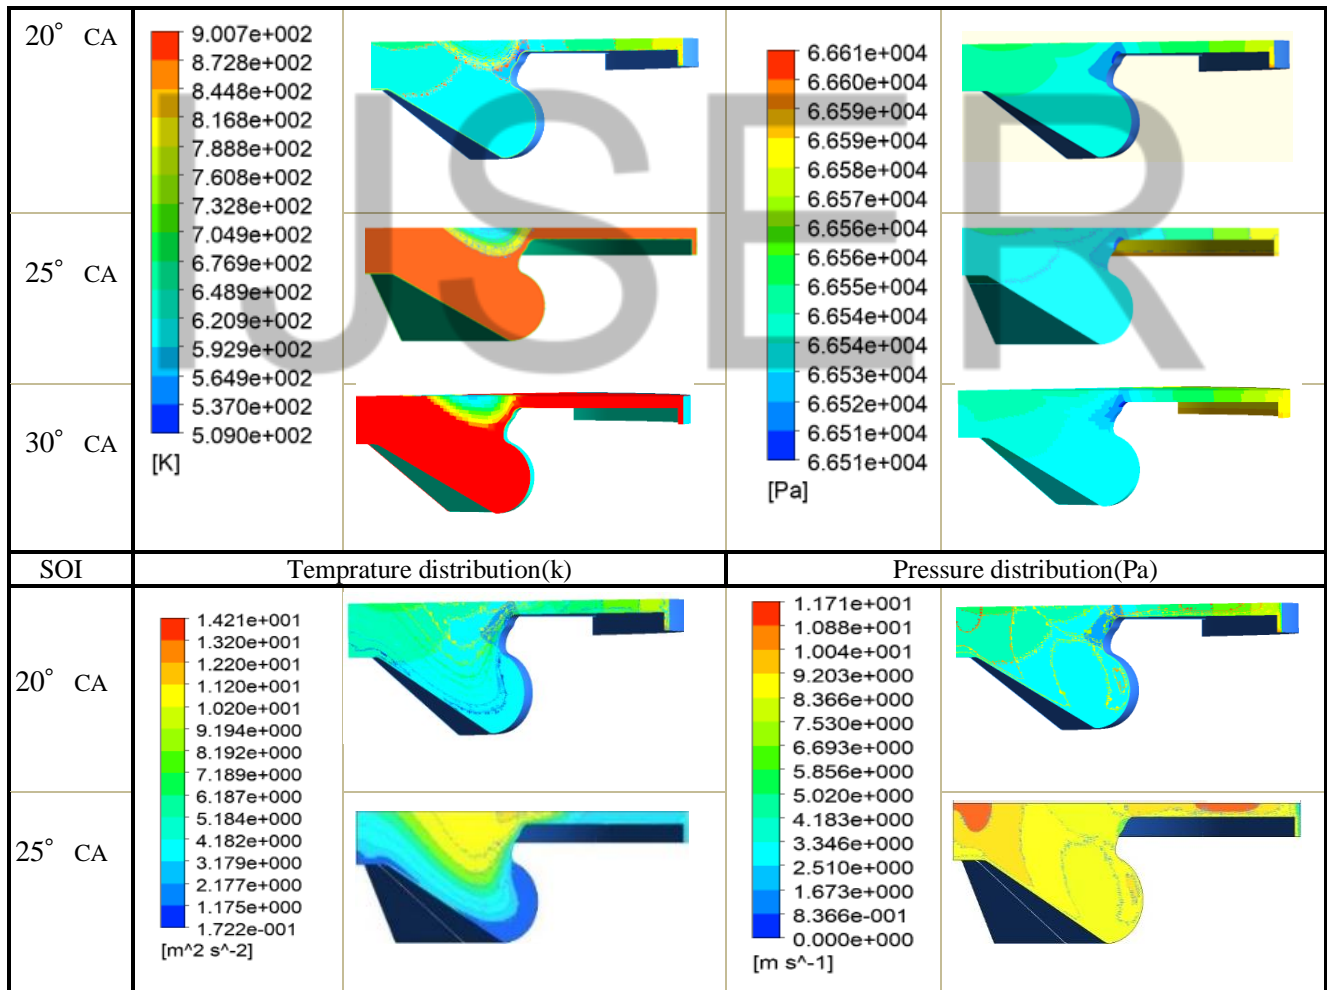 20° CA
9.007e+002
8.728e+002
8.448e+002
8.168e+002
7.888e+002
7.608e+002
7.328e+002
7.049e+002
6.769e+002
6.489e+002
6.209e+002
5.929e+002
5.649e+002
5.370e+002
5.090e+002
[K]
6.661e+004
6.660e+004
6.659e+004
6.659e+004
6.658e+004
6.657e+004
6.656e+004
6.656e+004
6.655e+004
6.654e+004
6.654e+004
6.653e+004
6.652e+004
6.651e+004
6.651e+004
[Pa]
25° CA
30° CA
IJSER
SOI Temprature distribution(k) Pressure distribution(Pa)
20° CA
1.421e+001
1.320e+001
1.220e+001
1.120e+001
1.020e+001
9.194e+000
8.192e+000
7.189e+000
6.187e+000
5.184e+000
4.182e+000
3.179e+000
2.177e+000
1.175e+000
1.722e-001
[m^2 s^-2]
1.171e+001
1.088e+001
1.004e+001
9.203e+000
8.366e+000
7.530e+000
6.693e+000
5.856e+000
5.020e+000
4.183e+000
3.346e+000
2.510e+000
1.673e+000
8.366e-001
0.000e+000
[m s^-1]
25° CA